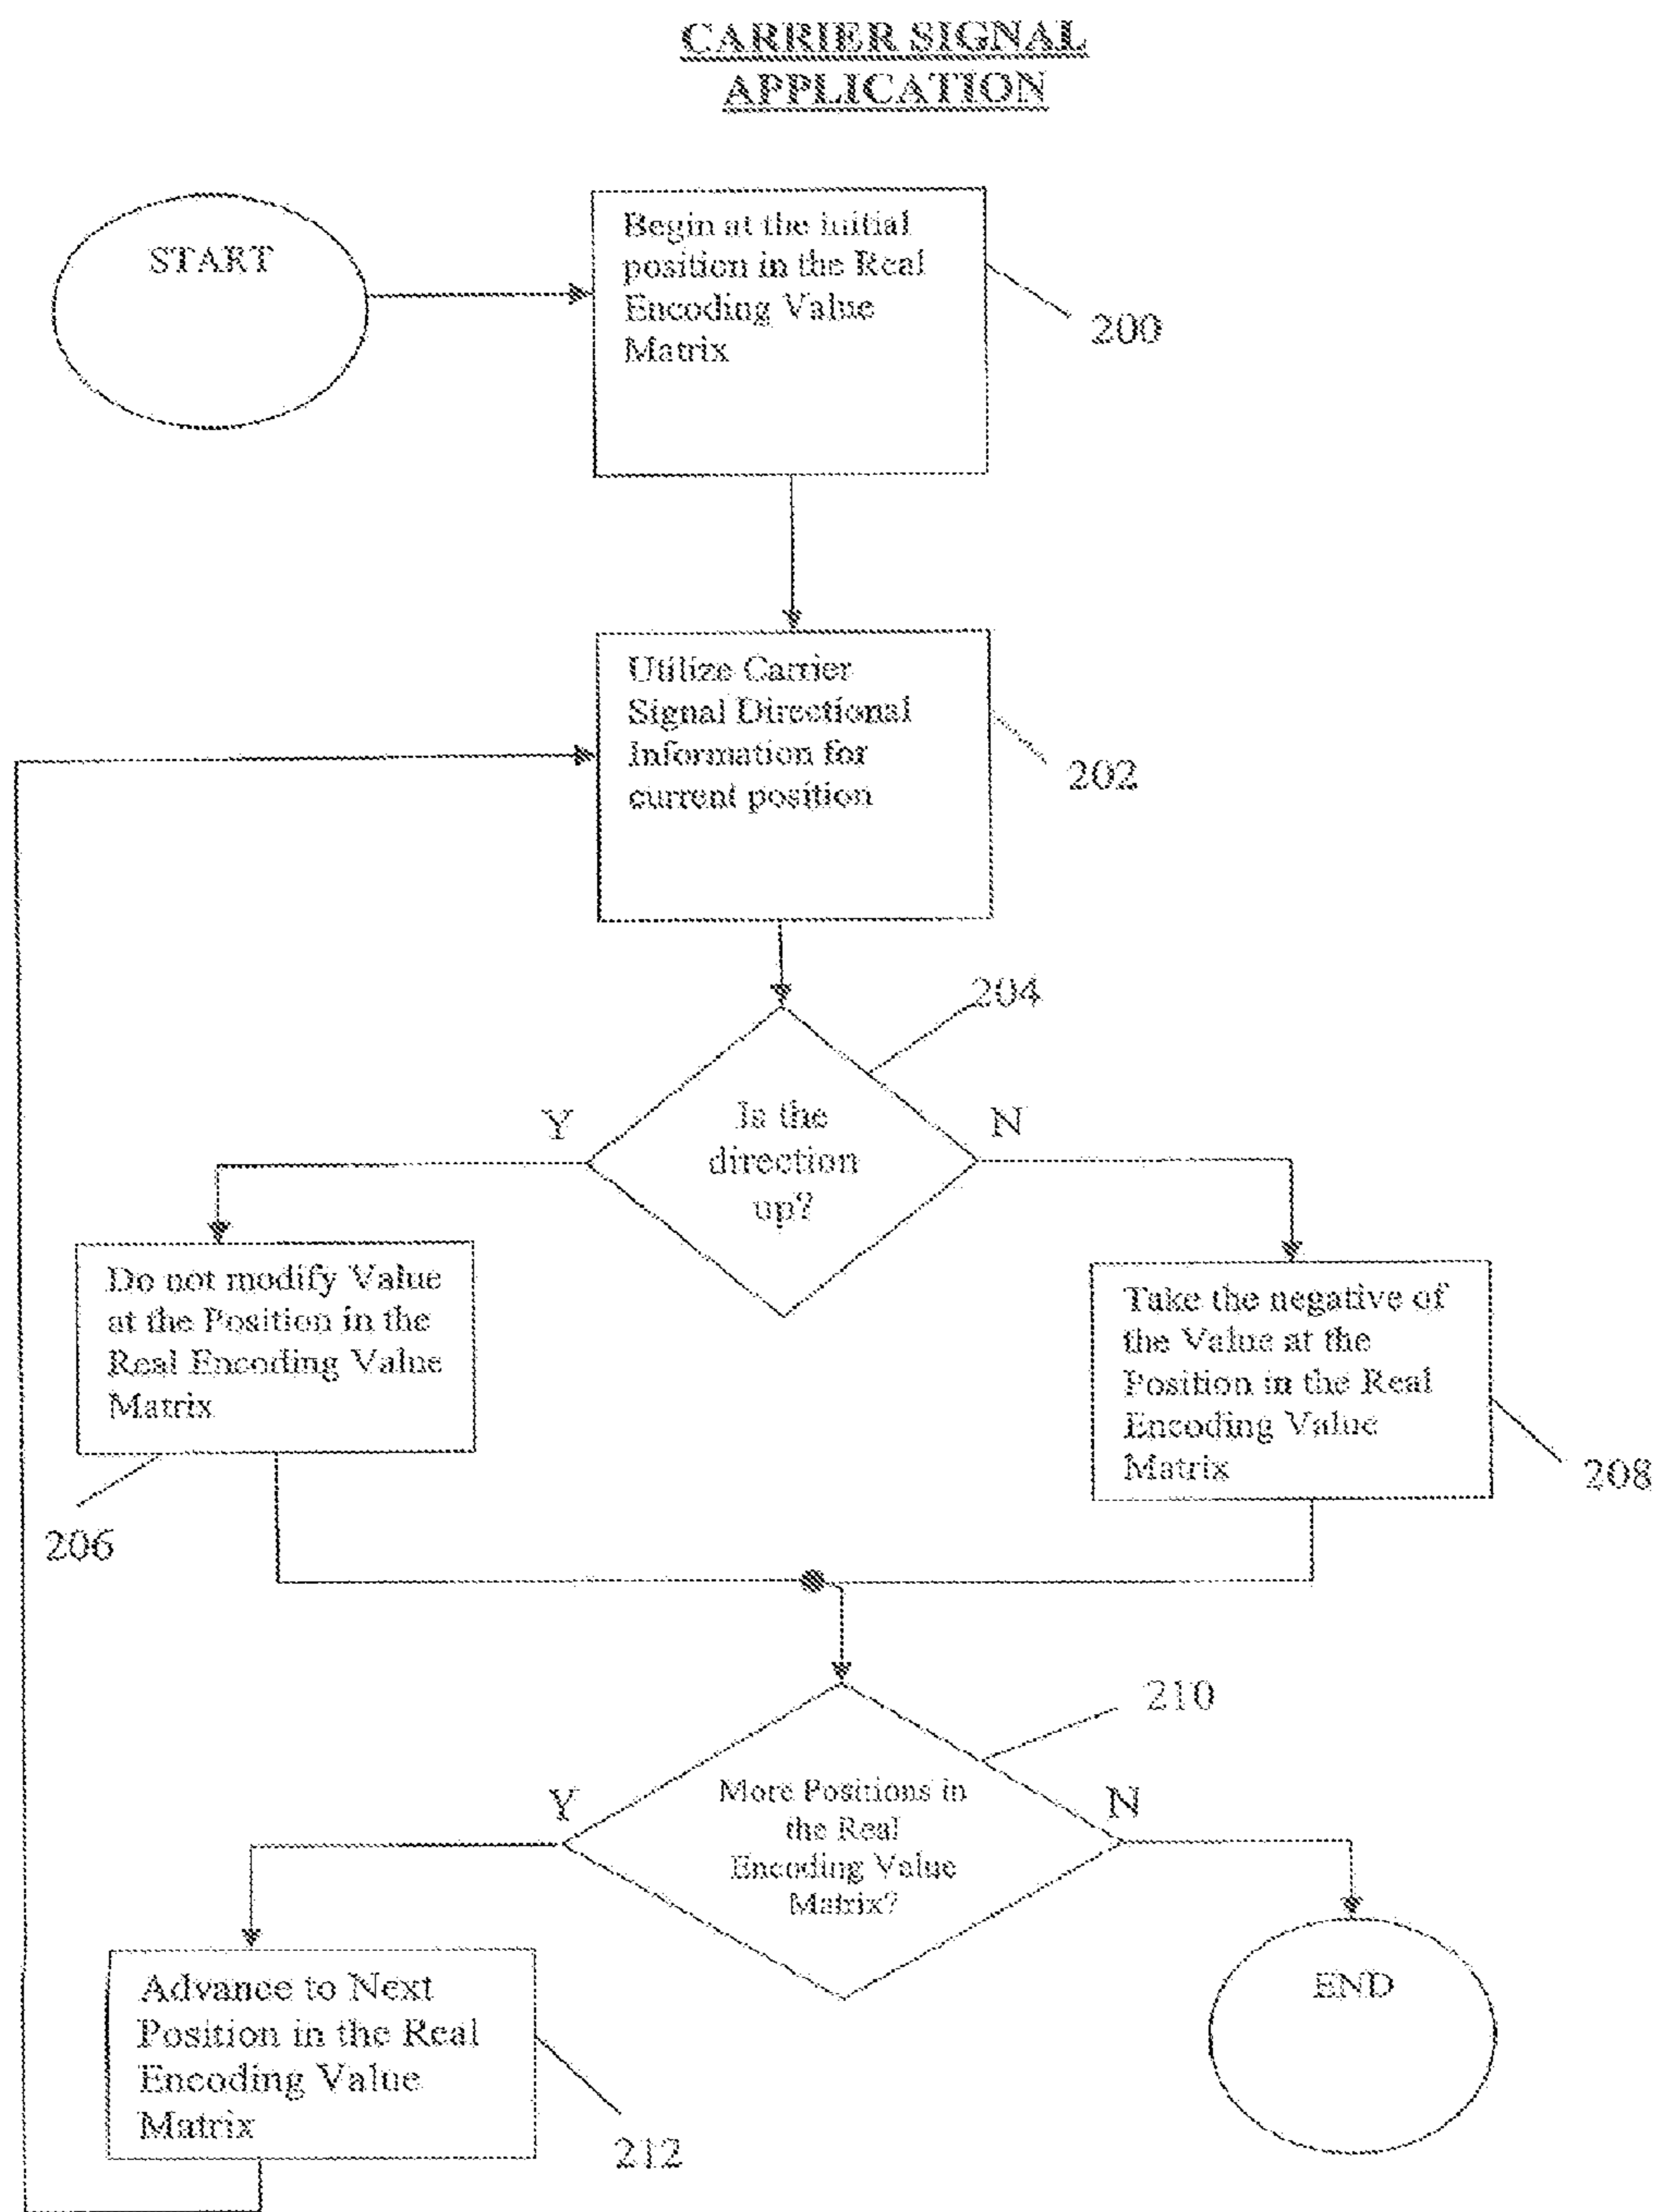 CARRIER SIGNAL
APPLICATION
START
Begin at the initial
position in the Real
Encoding Value
Matrix
200
Utilize Carrier
Signal Directional
Information for
current position
202
204
Y
Is the
direction
up?
N
Do not modify Value
at the Position in the
Real Encoding Value
Matrix
206
Take the negative of
the Value at the
Position in the Real
Encoding Value
Matrix
208
210
Y
More Positions in
the Real
Encoding Value
Matrix?
N
Advance to Next
Position in the Real
Encoding Value
Matrix
212
END